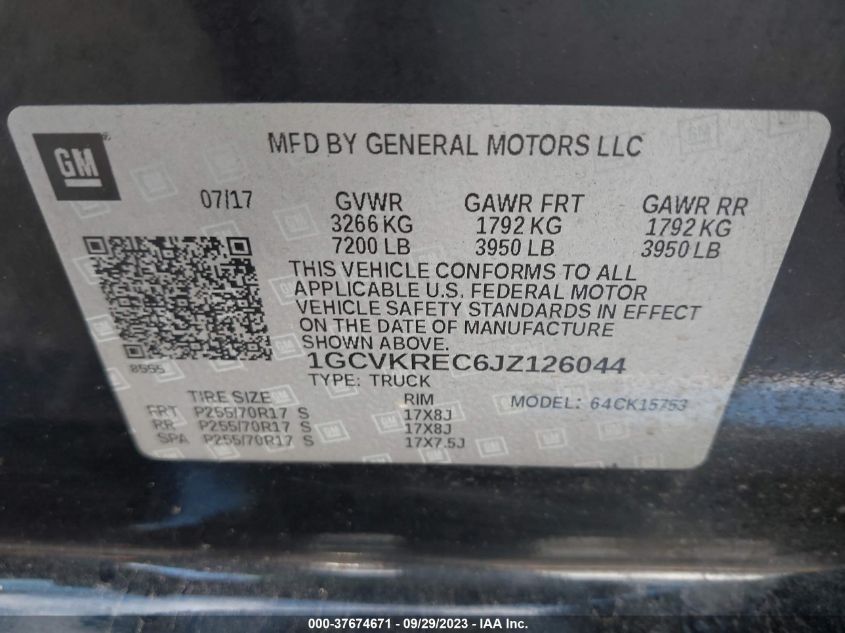 GM®
MFD BY GENERAL MOTORS LLC
07/17 GVWR GAWR FRT GAWR RR
3266 KG 1792 KG 1792 KG
7200 LB 3950 LB 3950 LB
THIS VEHICLE CONFORMS TO ALL
APPLICABLE U.S. FEDERAL MOTOR
VEHICLE SAFETY STANDARDS IN EFFECT
ON THE DATE OF MANUFACTURE
SHOWN ABOVE.
8555
1GCVKREC6JZ126044
TYPE: TRUCK
TIRE SIZE RIM MODEL: 64CK15753
FRT P255/70R17 S 17X8J
RR P255/70R17 S 17X8J
SPA P255/70R17 S 17X7.5J
000-37674671 - 09/29/2023 - IAA Inc.